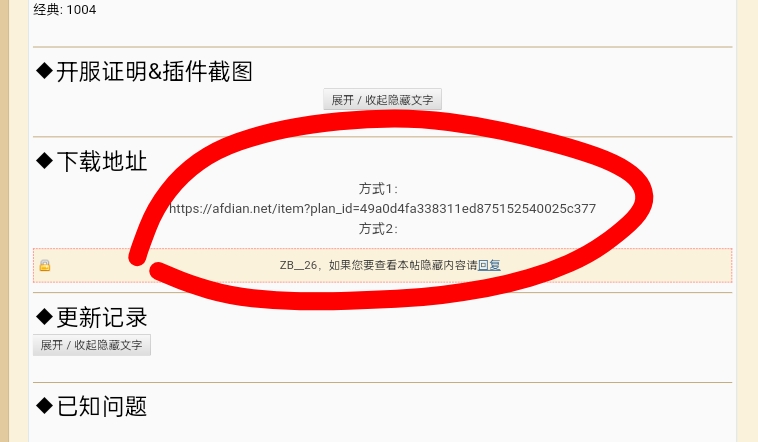 经典: 1004
◆开服证明&插件截图
展开 / 收起隐藏文字
◆下载地址
方式1：
https://afdian.net/item?plan_id=49a0d4fa338311ed875152540025c377
方式2：
ZB__26，如果您要查看本帖隐藏内容请回复
◆更新记录
展开 / 收起隐藏文字
◆已知问题